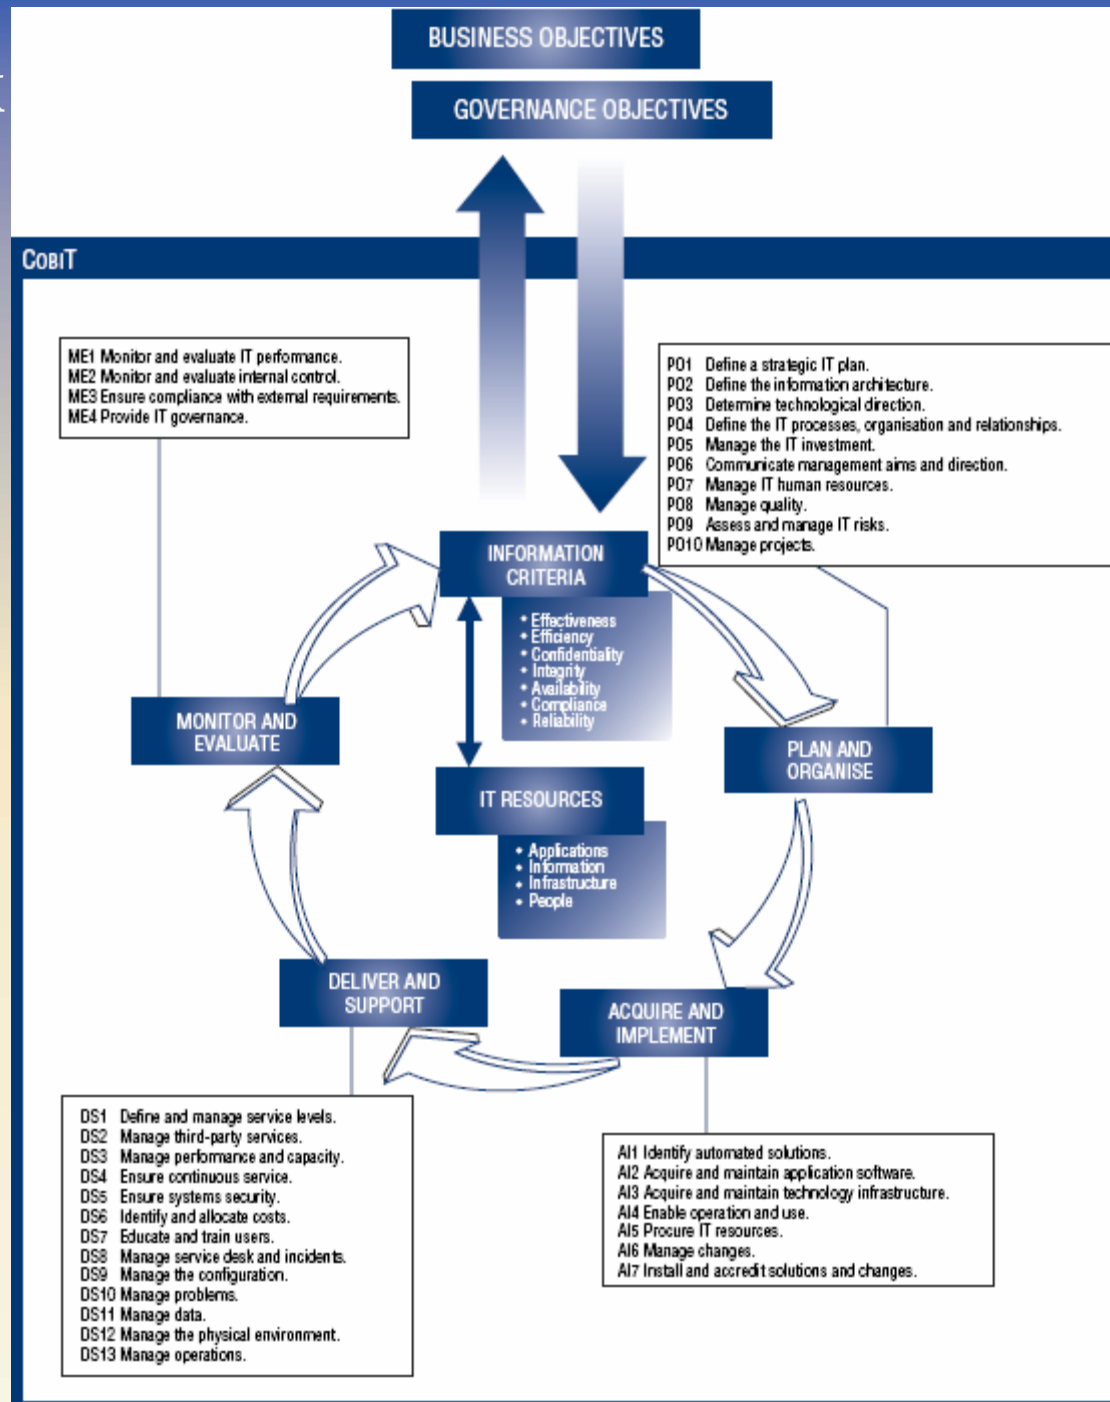 BUSINESS OBJECTIVES
GOVERNANCE OBJECTIVES
COBIT
ME1 Monitor and evaluate IT performance.
ME2 Monitor and evaluate internal control.
ME3 Ensure compliance with external requirements.
ME4 Provide IT governance.
PO1 Define a strategic IT plan.
PO2 Define the information architecture.
PO3 Determine technological direction.
PO4 Define the IT processes, organisation and relationships.
PO5 Manage the IT investment.
PO6 Communicate management aims and direction.
PO7 Manage IT human resources.
PO8 Manage quality.
PO9 Assess and manage IT risks.
PO10 Manage projects.
INFORMATION
CRITERIA
• Effectiveness
• Efficiency
• Confidentiality
• Integrity
• Availability
• Compliance
• Reliability
MONITOR AND
EVALUATE
PLAN AND
ORGANISE
IT RESOURCES
• Applications
• Information
• Infrastructure
• People
DELIVER AND
SUPPORT
ACQUIRE AND
IMPLEMENT
DS1 Define and manage service levels.
DS2 Manage third-party services.
DS3 Manage performance and capacity.
DS4 Ensure continuous service.
DS5 Ensure systems security.
DS6 Identify and allocate costs.
DS7 Educate and train users.
DS8 Manage service desk and incidents.
DS9 Manage the configuration.
DS10 Manage problems.
DS11 Manage data.
DS12 Manage the physical environment.
DS13 Manage operations.
AI1 Identify automated solutions.
AI2 Acquire and maintain application software.
AI3 Acquire and maintain technology infrastructure.
AI4 Enable operation and use.
AI5 Procure IT resources.
AI6 Manage changes.
AI7 Install and accredit solutions and changes.